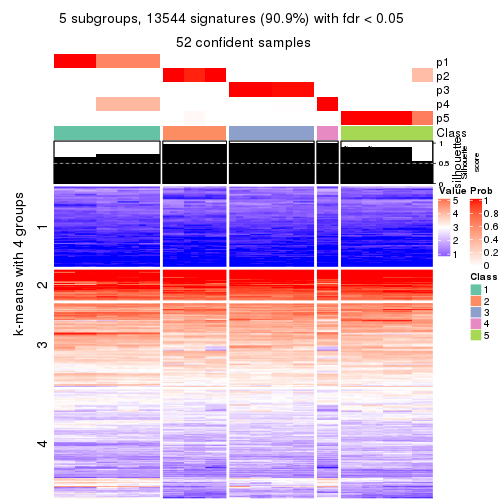 5 subgroups, 13544 signatures (90.9%) with fdr < 0.05
52 confident samples
p1
p2
p3
p4
p5
Class
1
0.5
0
silhouette
Silhouette
score
k-means with 4 groups
1
2
3
4
Value
5
4
3
2
1
Prob
1
0.8
0.6
0.4
0.2
0
Class
1
2
3
4
5